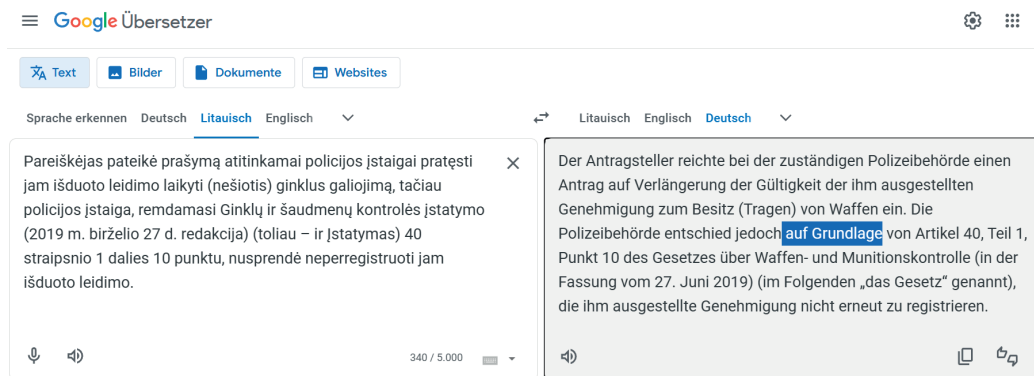 Google Übersetzer
Text
Bilder
Dokumente
Websites
Sprache erkennen Deutsch Litauisch Englisch
Litauisch Englisch Deutsch
Pareiškėjas pateikė prašymą atitinkamai policijos įstaigai pratęsti
jam išduoto leidimo laikyti (nešiotis) ginklus galiojimą, tačiau
policijos įstaiga, remdamasi Ginklų ir šaudmenų kontrolės įstatymo
(2019 m. birželio 27 d. redakcija) (toliau – ir Įstatymas) 40
straipsnio 1 dalies 10 punktu, nusprendė neperregistruoti jam
išduoto leidimo.
340 / 5.000
Der Antragsteller reichte bei der zuständigen Polizeibehörde einen
Antrag auf Verlängerung der Gültigkeit der ihm ausgestellten
Genehmigung zum Besitz (Tragen) von Waffen ein. Die
Polizeibehörde entschied jedoch auf Grundlage von Artikel 40, Teil 1,
Punkt 10 des Gesetzes über Waffen- und Munitionskontrolle (in der
Fassung vom 27. Juni 2019) (im Folgenden „das Gesetz“ genannt),
die ihm ausgestellte Genehmigung nicht erneut zu registrieren.